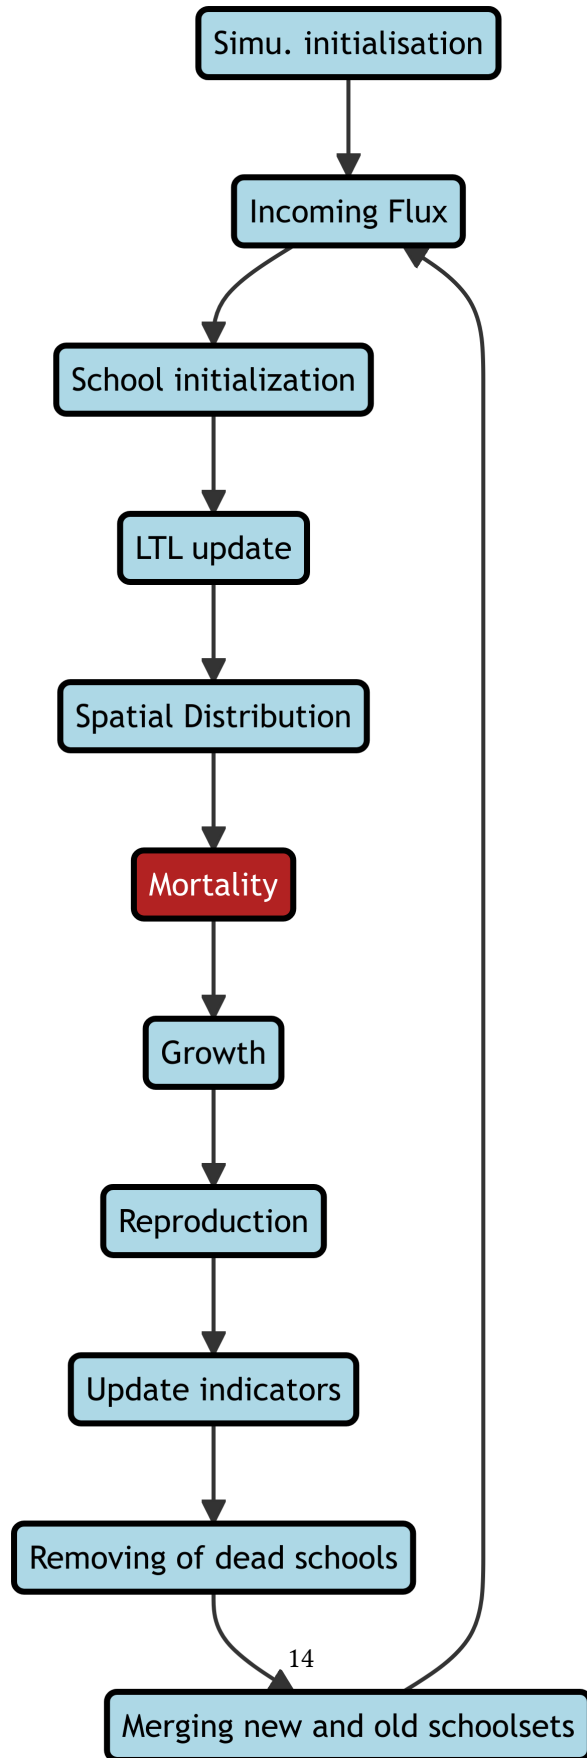 Simu. initialisation
Incoming Flux
School initialization
LTL update
Spatial Distribution
Mortality
Growth
Reproduction
Update indicators
Removing of dead schools
14
Merging new and old schoolsets